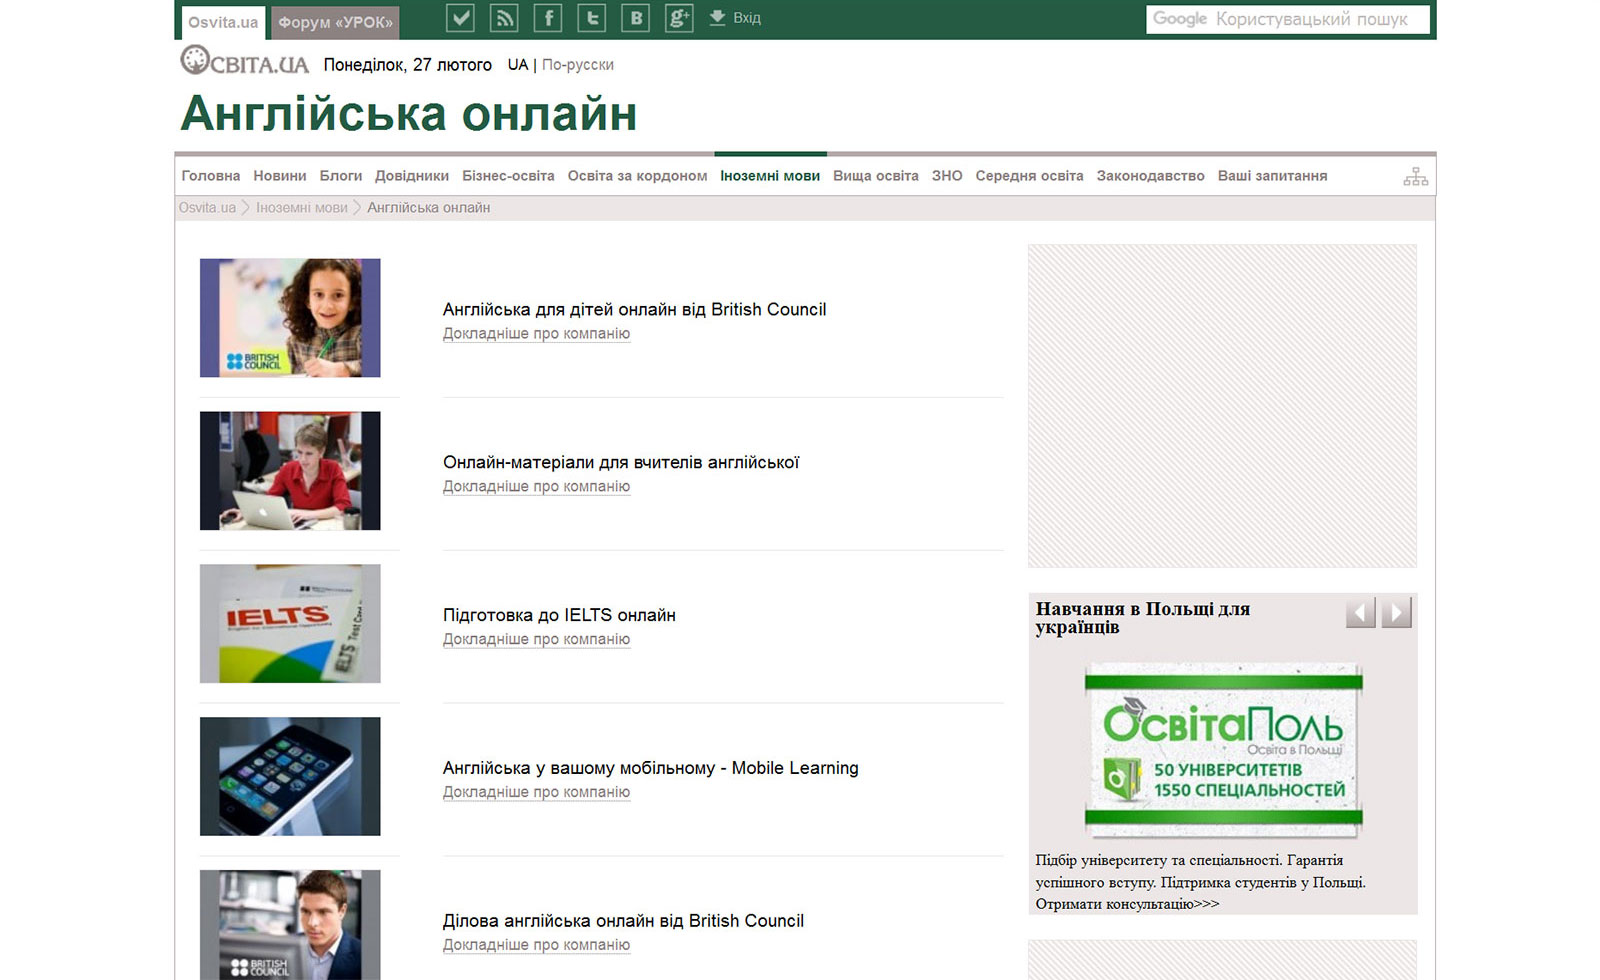 Osvita.ua
Форум «УРОК»
Вхід
Google Користувацький пошук
ОСВІТА.UA
Понеділок, 27 лютого
UA | По-русски
Англійська онлайн
Головна Новини Блоги Довідники Бізнес-освіта Освіта за кордоном Іноземні мови Вища освіта ЗНО Середня освіта Законодавство Ваші запитання
Osvita.ua Іноземні мови Англійська онлайн
BRITISH
COUNCIL
Англійська для дітей онлайн від British Council
Докладніше про компанію
Онлайн-матеріали для вчителів англійської
Докладніше про компанію
IELTS
IELTS Test
Підготовка до IELTS онлайн
Докладніше про компанію
Англійська у вашому мобільному - Mobile Learning
Докладніше про компанію
BRITISH
COUNCIL
Ділова англійська онлайн від British Council
Докладніше про компанію
Навчання в Польщі для
українців
ОсвітаПоль
Освіта в Польщі
50 УНІВЕРСИТЕТІВ
1550 СПЕЦІАЛЬНОСТЕЙ
Підбір університету та спеціальності. Гарантія
успішного вступу. Підтримка студентів у Польщі.
Отримати консультацію>>>